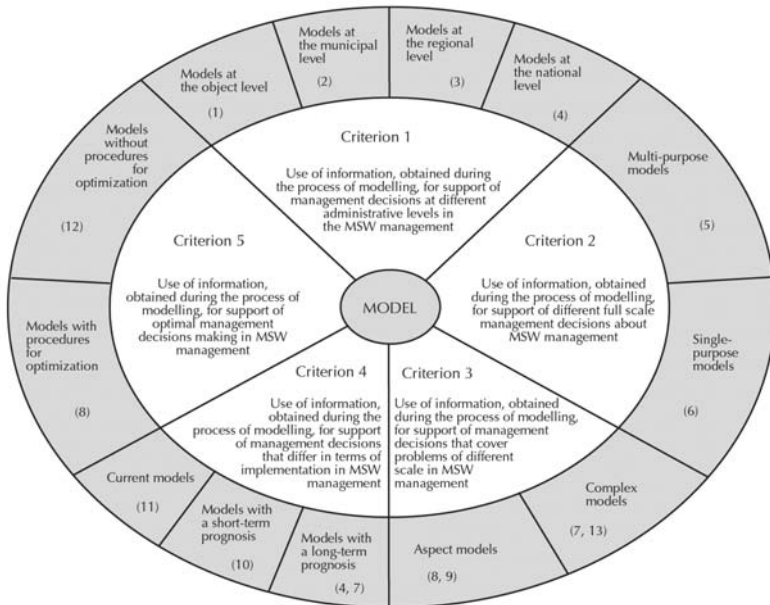 Models at
the object level
(1)
Models at
the municipal
level
(2)
Models at
the regional
level
(3)
Models at
the national
level
(4)
Multi-purpose
models
(5)
Single-
purpose
models
(6)
Complex
models
(7, 13)
Aspect models
(8, 9)
Models with
a long-term
prognosis
(4, 7)
Models with
a short-term
prognosis
(10)
Current models
(11)
Models with
procedures
for optimization
(8)
Models
without
procedures
for
optimization
(12)
Criterion 1
Use of information, obtained during
the process of modelling, for support of
management decisions at different
administrative levels in
the MSW management
Criterion 2
Use of information, obtained
during the process of modelling,
for support of different full scale
management decisions about
MSW management
Criterion 3
Use of information, obtained
during the process of modelling,
for support of management
decisions that cover
problems of different
scale in MSW
management
Criterion 4
Use of information,
obtained during the
process of modelling,
for support
of management decisions
that differ in terms of
implementation in MSW
management
Criterion 5
Use of information,
obtained during the process of
modelling, for support of
optimal management
decisions making in MSW
management
MODEL